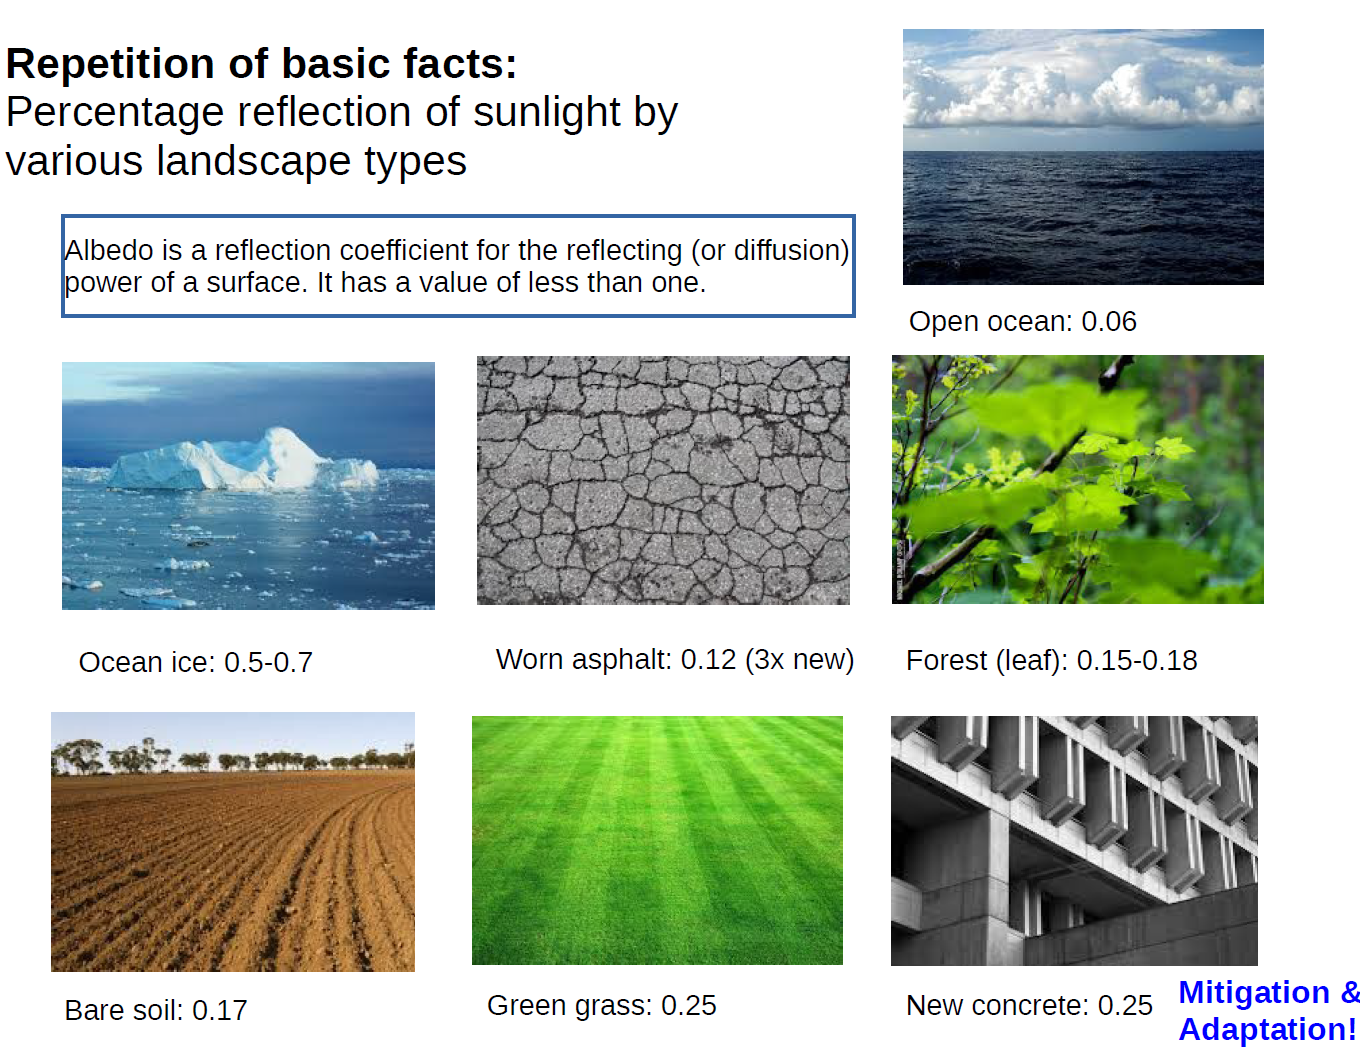 Repetition of basic facts:
Percentage reflection of sunlight by
various landscape types
Albedo is a reflection coefficient for the reflecting (or diffusion)
power of a surface. It has a value of less than one.
Open ocean: 0.06
Ocean ice: 0.5-0.7
Worn asphalt: 0.12 (3x new)
Forest (leaf): 0.15-0.18
Bare soil: 0.17
Green grass: 0.25
New concrete: 0.25
Mitigation &
Adaptation!